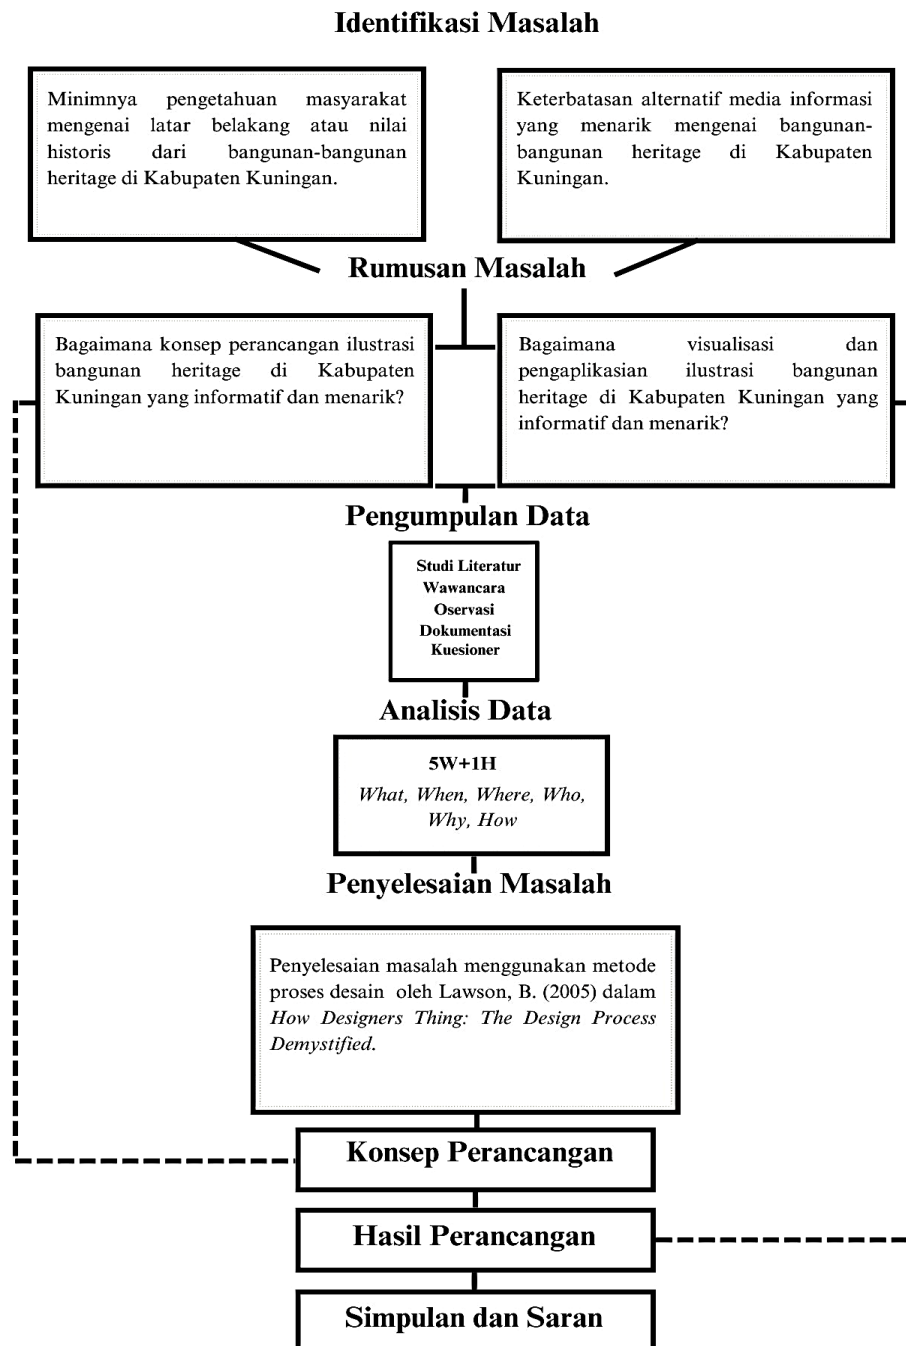 Identifikasi Masalah
Minimnya pengetahuan masyarakat
mengenai latar belakang atau nilai
historis dari bangunan-bangunan
heritage di Kabupaten Kuningan.
Keterbatasan alternatif media informasi
yang menarik mengenai bangunan-
bangunan heritage di Kabupaten
Kuningan.
Rumusan Masalah
Bagaimana konsep perancangan ilustrasi
bangunan heritage di Kabupaten
Kuningan yang informatif dan menarik?
Bagaimana visualisasi dan
pengaplikasian ilustrasi bangunan
heritage di Kabupaten Kuningan yang
informatif dan menarik?
Pengumpulan Data
Studi Literatur
Wawancara
Oservasi
Dokumentasi
Kuesioner
Analisis Data
5W+1H
What, When, Where, Who,
Why, How
Penyelesaian Masalah
Penyelesaian masalah menggunakan metode
proses desain oleh Lawson, B. (2005) dalam
How Designers Thing: The Design Process
Demystified.
Konsep Perancangan
Hasil Perancangan
Simpulan dan Saran